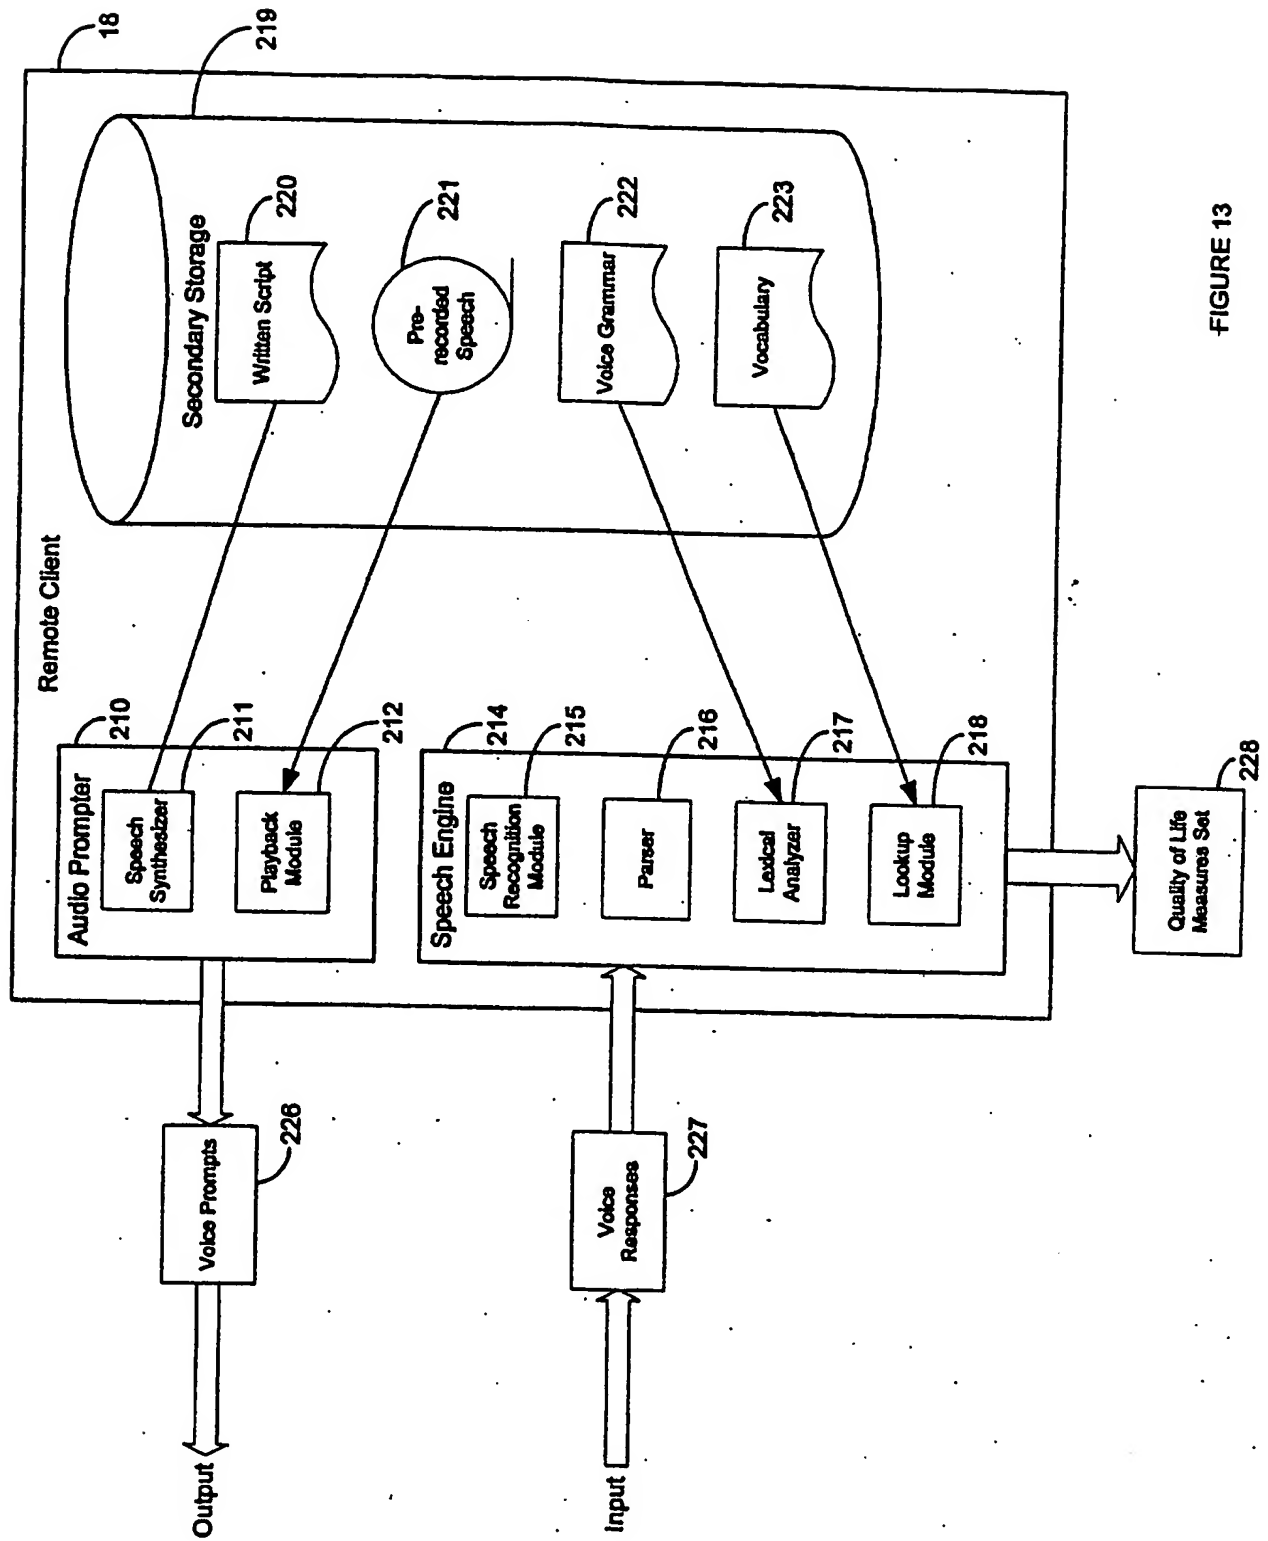 Remote Client
18
Audio Prompter
210
Speech
Synthesizer
211
Playback
Module
212
Speech Engine
214
Speech
Recognition
Module
215
Parser
216
Lexical
Analyzer
217
Lookup
Module
218
219
Secondary Storage
Written Script
220
Pre-
recorded
Speech
221
Voice Grammar
222
Vocabulary
223
Output
Voice Prompts
226
Input
Voice
Responses
227
Quality of Life
Measures Set
228
FIGURE 13